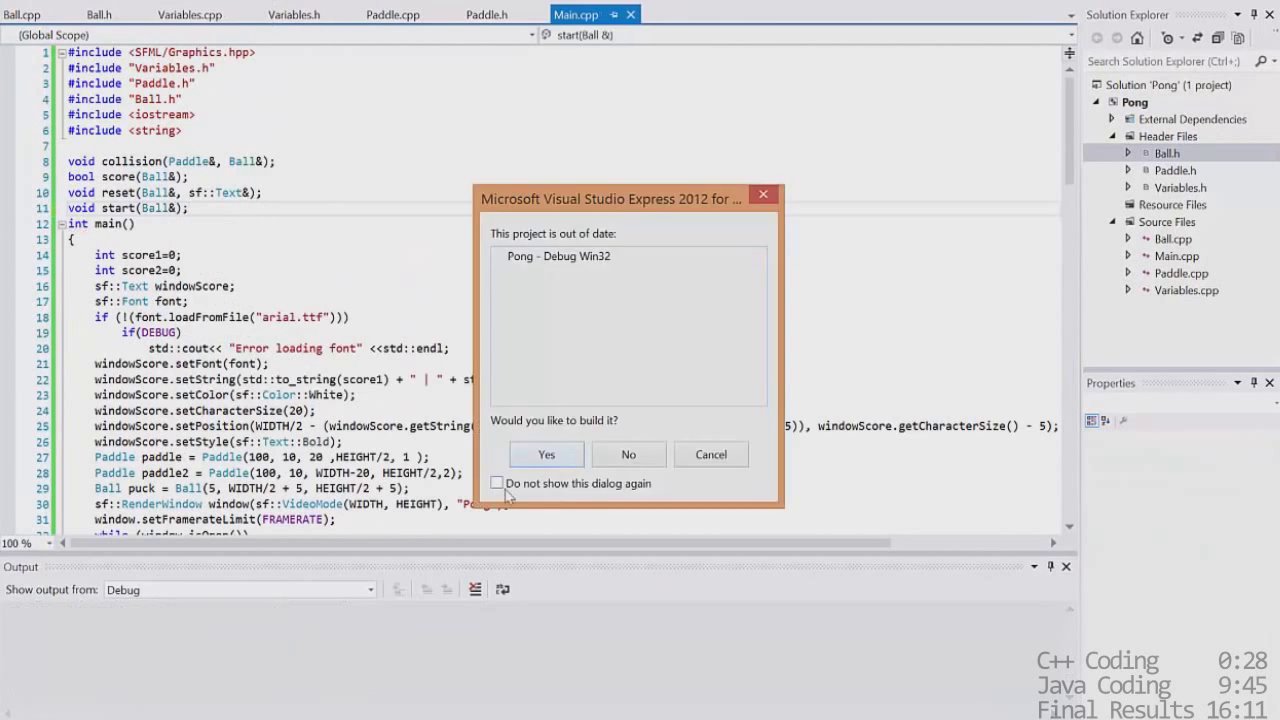 Ball.cpp Ball.h Variables.cpp Variables.h Paddle.cpp Paddle.h Main.cpp
(Global Scope) start(Ball &)
1 #include <SFML/Graphics.hpp>
2 #include "Variables.h"
3 #include "Paddle.h"
4 #include "Ball.h"
5 #include <iostream>
6 #include <string>
7
8 void collision(Paddle&, Ball&);
9 bool score(Ball&);
10 void reset(Ball&, sf::Text&);
11 void start(Ball&);
12 int main()
13 {
14 int score1=0;
15 int score2=0;
16 sf::Text windowScore;
17 sf::Font font;
18 if (!(font.loadFromFile("arial.ttf")))
19 if(DEBUG)
20 std::cout<< "Error loading font" <<std::endl;
21 windowScore.setFont(font);
22 windowScore.setString(std::to_string(score1) + " | " + st
23 windowScore.setColor(sf::Color::White);
24 windowScore.setCharacterSize(20);
25 windowScore.setPosition(WIDTH/2 - (windowScore.getString( 5)), windowScore.getCharacterSize() - 5);
26 windowScore.setStyle(sf::Text::Bold);
27 Paddle paddle = Paddle(100, 10, 20 ,HEIGHT/2, 1 );
28 Paddle paddle2 = Paddle(100, 10, WIDTH-20, HEIGHT/2,2);
29 Ball puck = Ball(5, WIDTH/2 + 5, HEIGHT/2 + 5);
30 sf::RenderWindow window(sf::VideoMode(WIDTH, HEIGHT), "Pong");
31 window.setFramerateLimit(FRAMERATE);
while (window.isOpen())
100 %
Microsoft Visual Studio Express 2012 for ...
This project is out of date:
Pong - Debug Win32
Would you like to build it?
Yes No Cancel
Do not show this dialog again
Output
Show output from: Debug
Solution Explorer
Search Solution Explorer (Ctrl+;)
Solution 'Pong' (1 project)
Pong
External Dependencies
Header Files
Ball.h
Paddle.h
Variables.h
Resource Files
Source Files
Ball.cpp
Main.cpp
Paddle.cpp
Variables.cpp
Properties
C++ Coding 0:28
Java Coding 9:45
Final Results 16:11